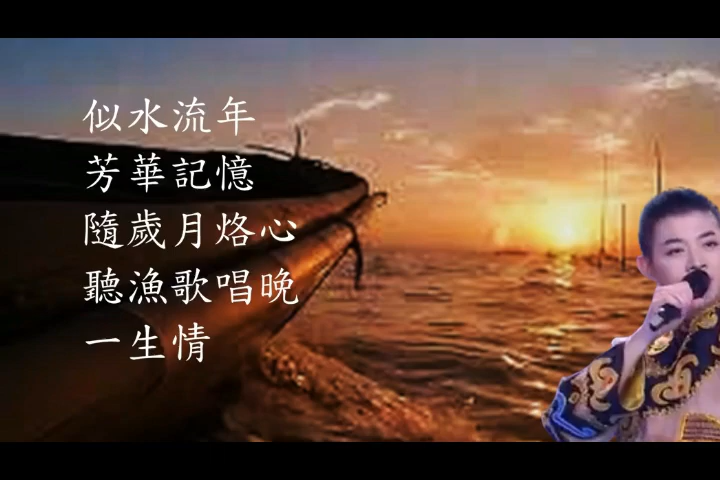 似水流年
芳華記憶
隨歲月烙心
聽漁歌唱晚
一生情